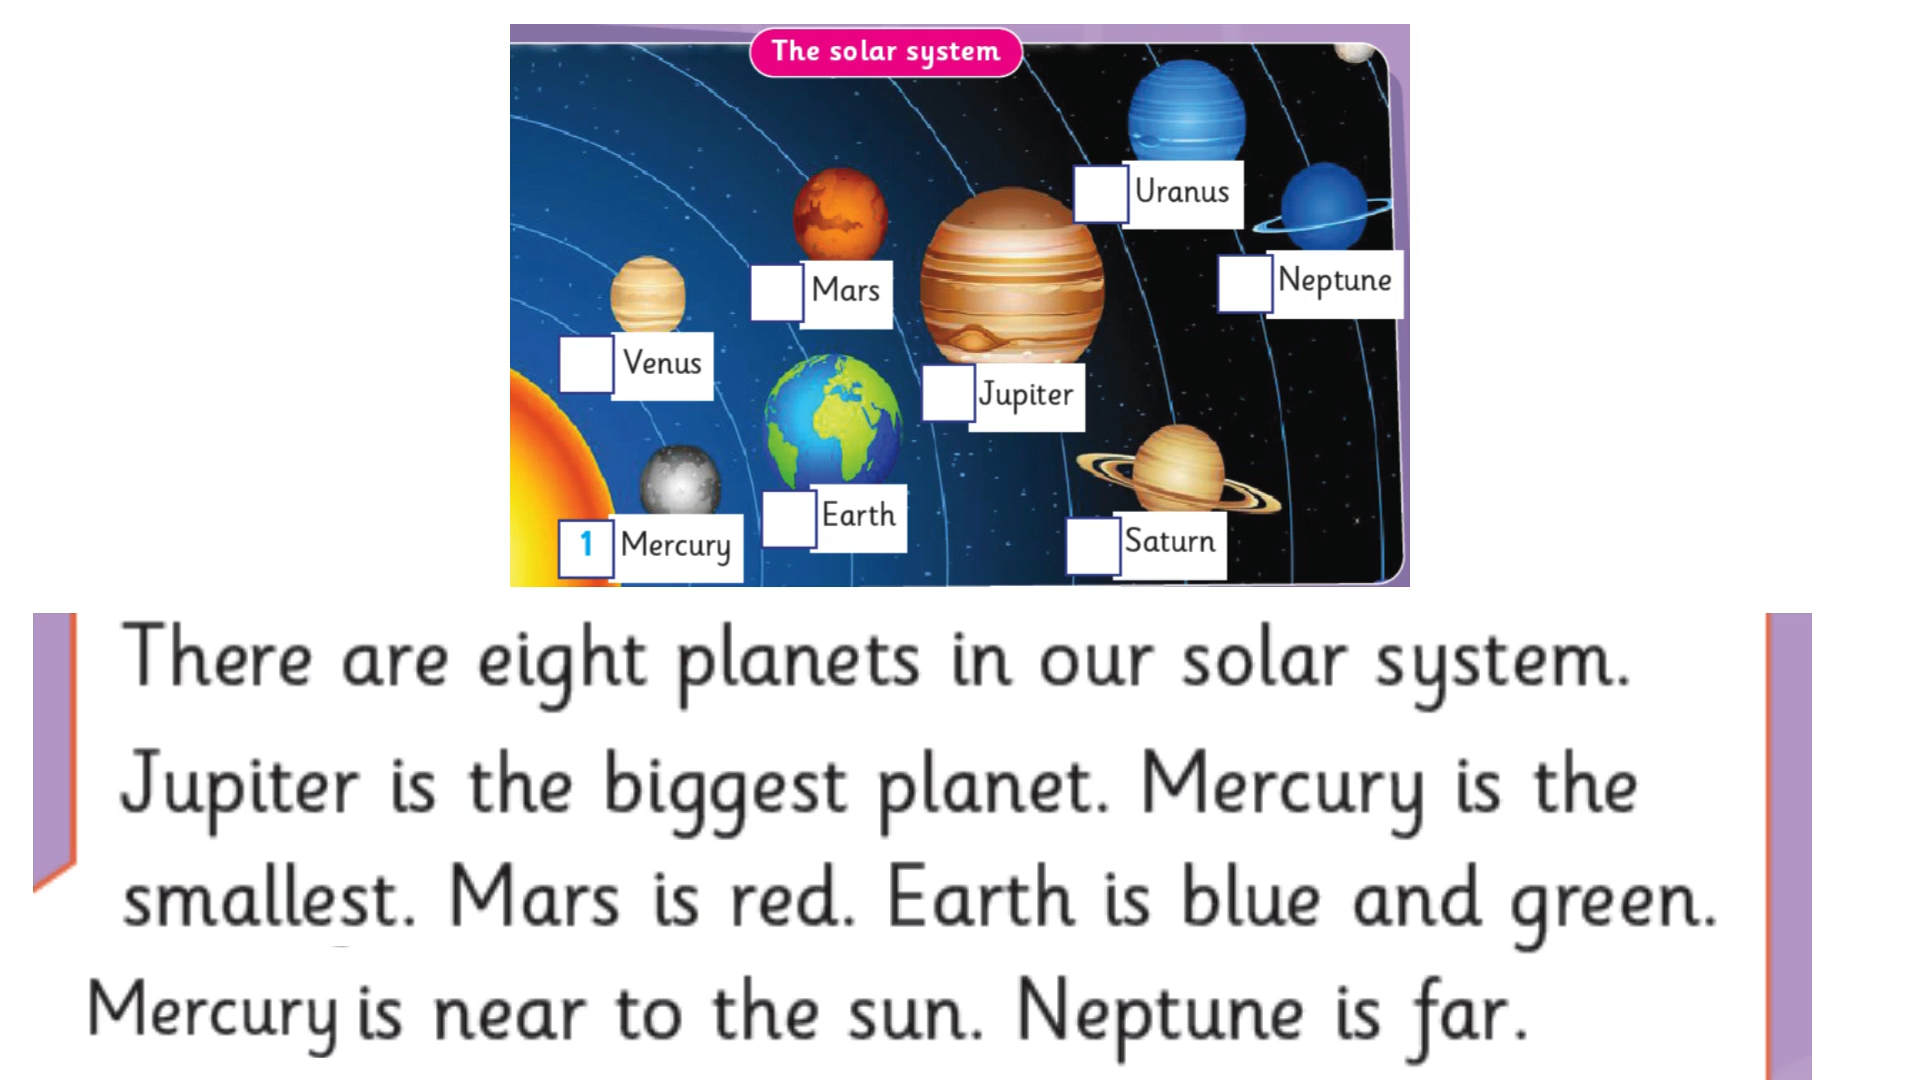 The solar system
Uranus
Neptune
Mars
Venus
Jupiter
Earth
Saturn
1 Mercury
There are eight planets in our solar system.
Jupiter is the biggest planet. Mercury is the
smallest. Mars is red. Earth is blue and green.
Mercury is near to the sun. Neptune is far.